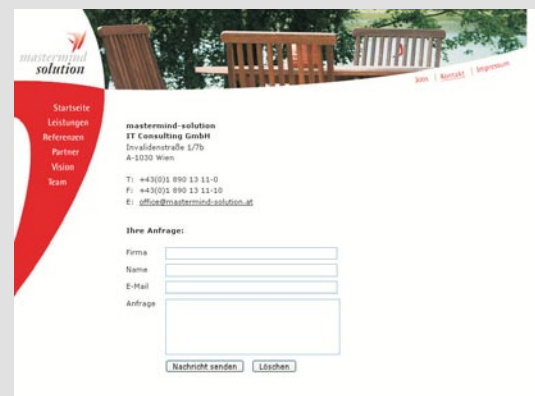 mastermind
solution
Jobs | Kontakt | Impressum
Startseite
Leistungen
Referenzen
Partner
Vision
Team
mastermind-solution
IT Consulting GmbH
Invalidenstraße 1/7b
A-1030 Wien
T: +43(0)1 890 13 11-0
F: +43(0)1 890 13 11-10
E: office@mastermind-solution.at
Ihre Anfrage:
Firma
Name
E-Mail
Anfrage
Nachricht senden
Löschen